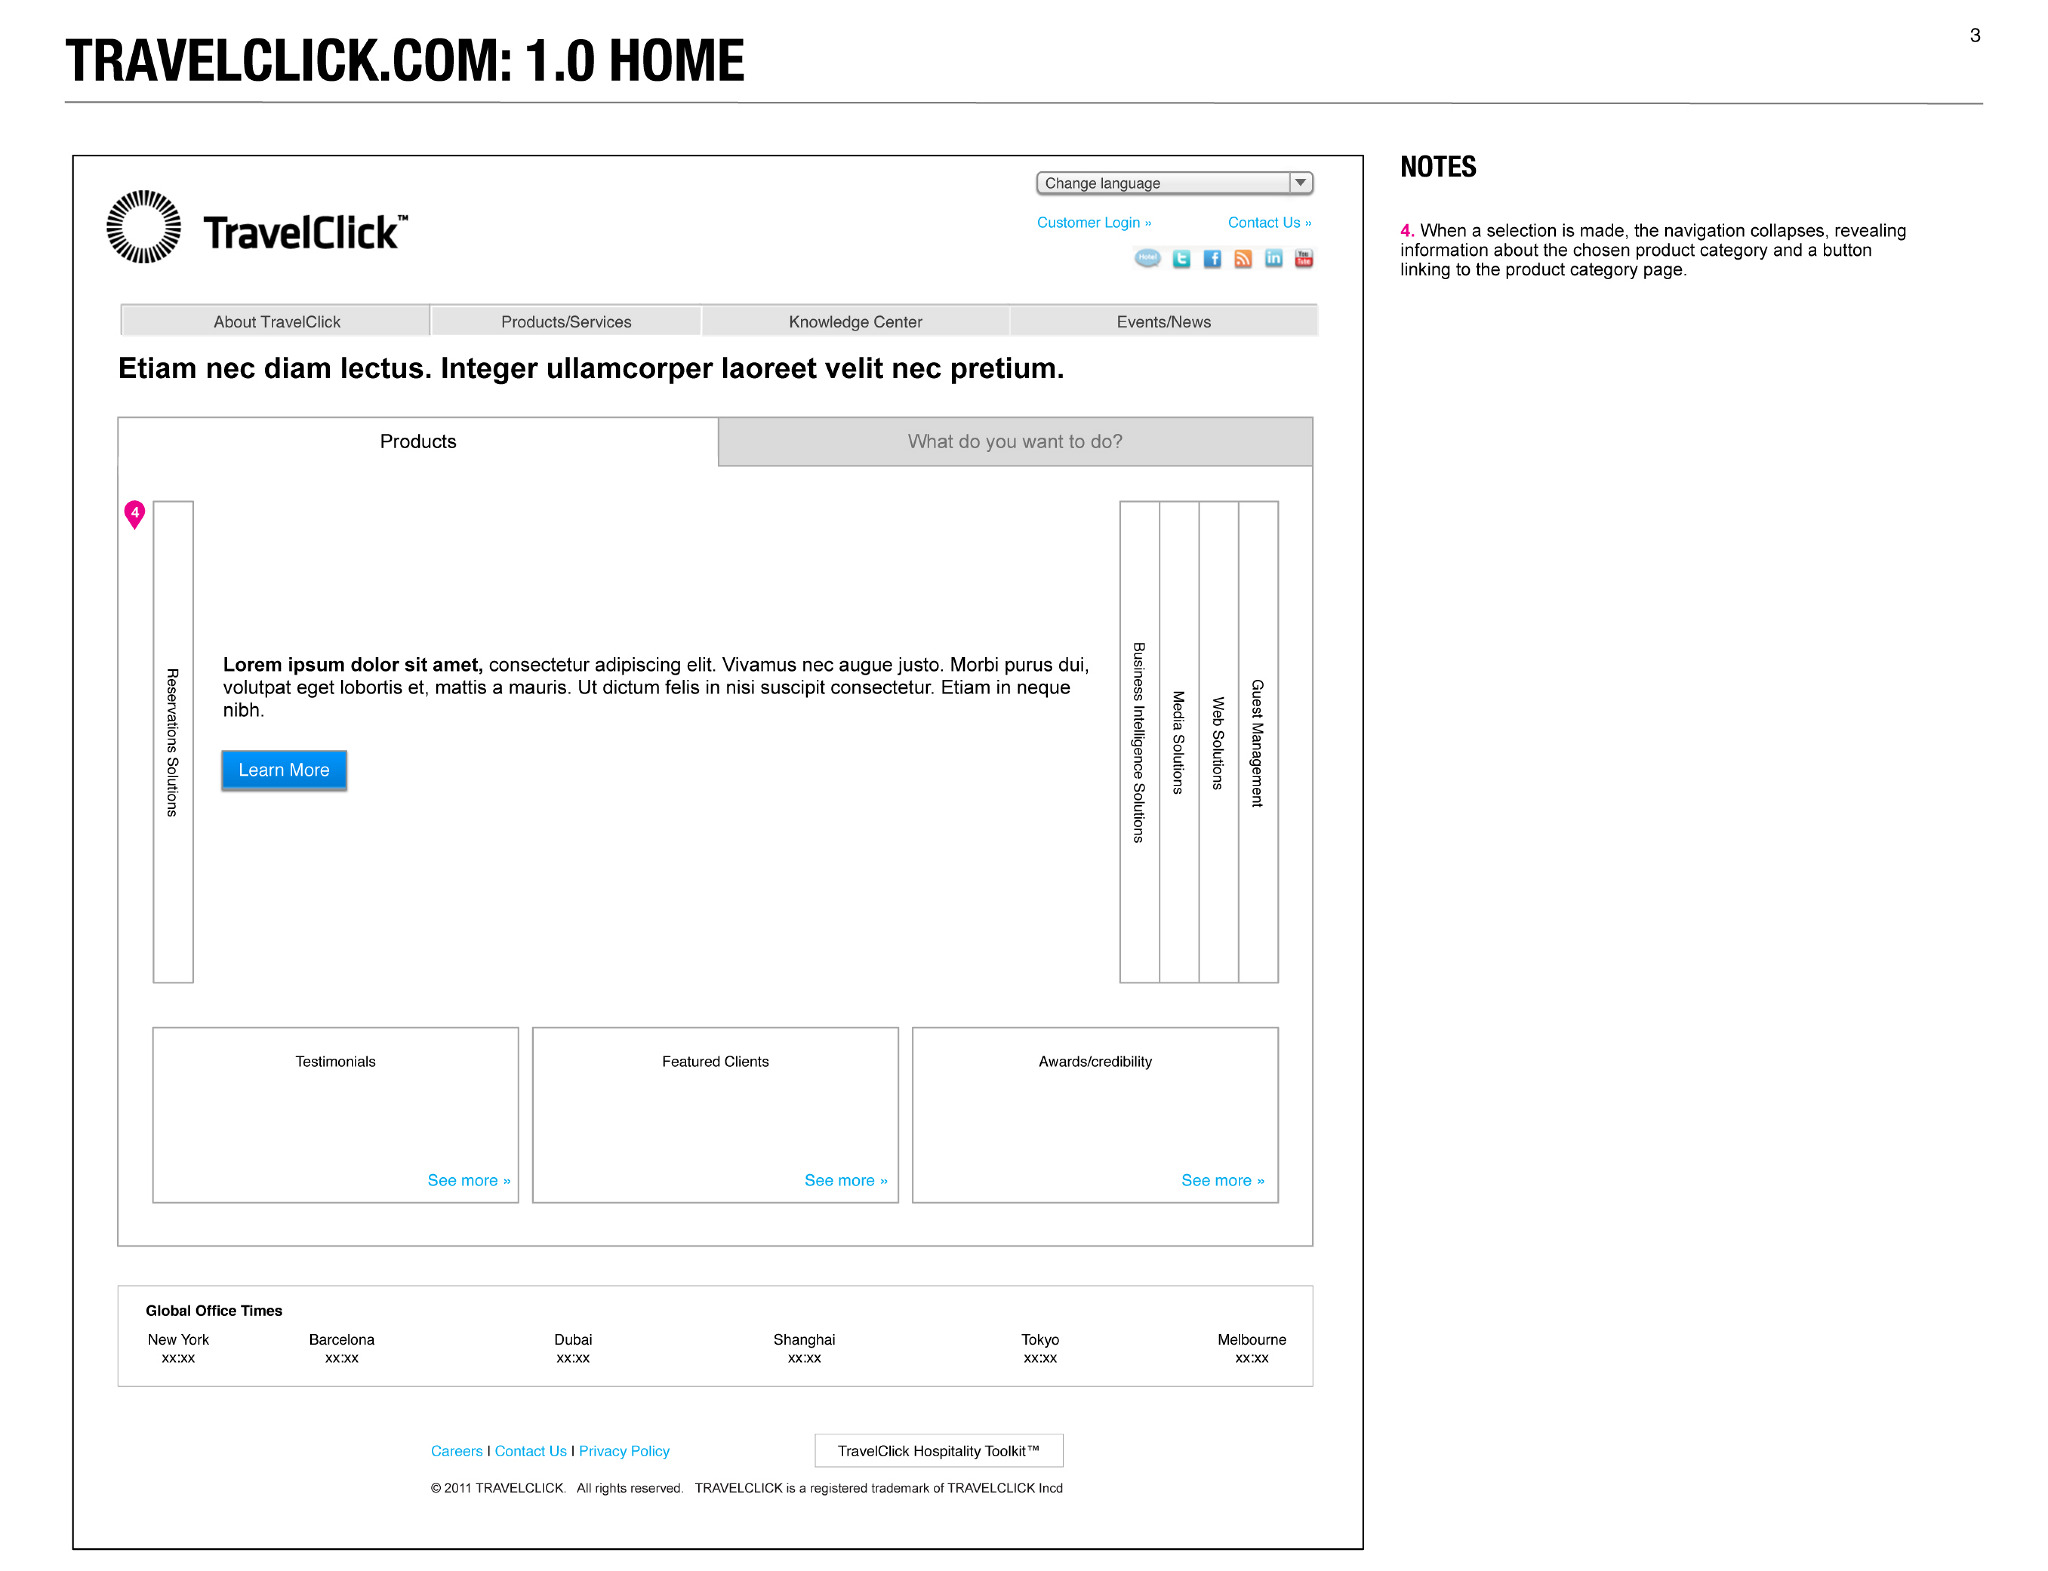 TRAVELCLICK.COM: 1.0 HOME
3
NOTES
4. When a selection is made, the navigation collapses, revealing
information about the chosen product category and a button
linking to the product category page.
Change language
TravelClick™
Customer Login »
Contact Us »
Hotel
t
f
in
You
Tube
About TravelClick
Products/Services
Knowledge Center
Events/News
Etiam nec diam lectus. Integer ullamcorper laoreet velit nec pretium.
Products
What do you want to do?
4
Reservations Solutions
Lorem ipsum dolor sit amet, consectetur adipiscing elit. Vivamus nec augue justo. Morbi purus dui,
volutpat eget lobortis et, mattis a mauris. Ut dictum felis in nisi suscipit consectetur. Etiam in neque
nibh.
Learn More
Business Intelligence Solutions
Media Solutions
Web Solutions
Guest Management
Testimonials
See more »
Featured Clients
See more »
Awards/credibility
See more »
Global Office Times
New York
xx:xx
Barcelona
xx:xx
Dubai
xx:xx
Shanghai
xx:xx
Tokyo
xx:xx
Melbourne
xx:xx
Careers | Contact Us | Privacy Policy
TravelClick Hospitality Toolkit™
© 2011 TRAVELCLICK. All rights reserved. TRAVELCLICK is a registered trademark of TRAVELCLICK Incd